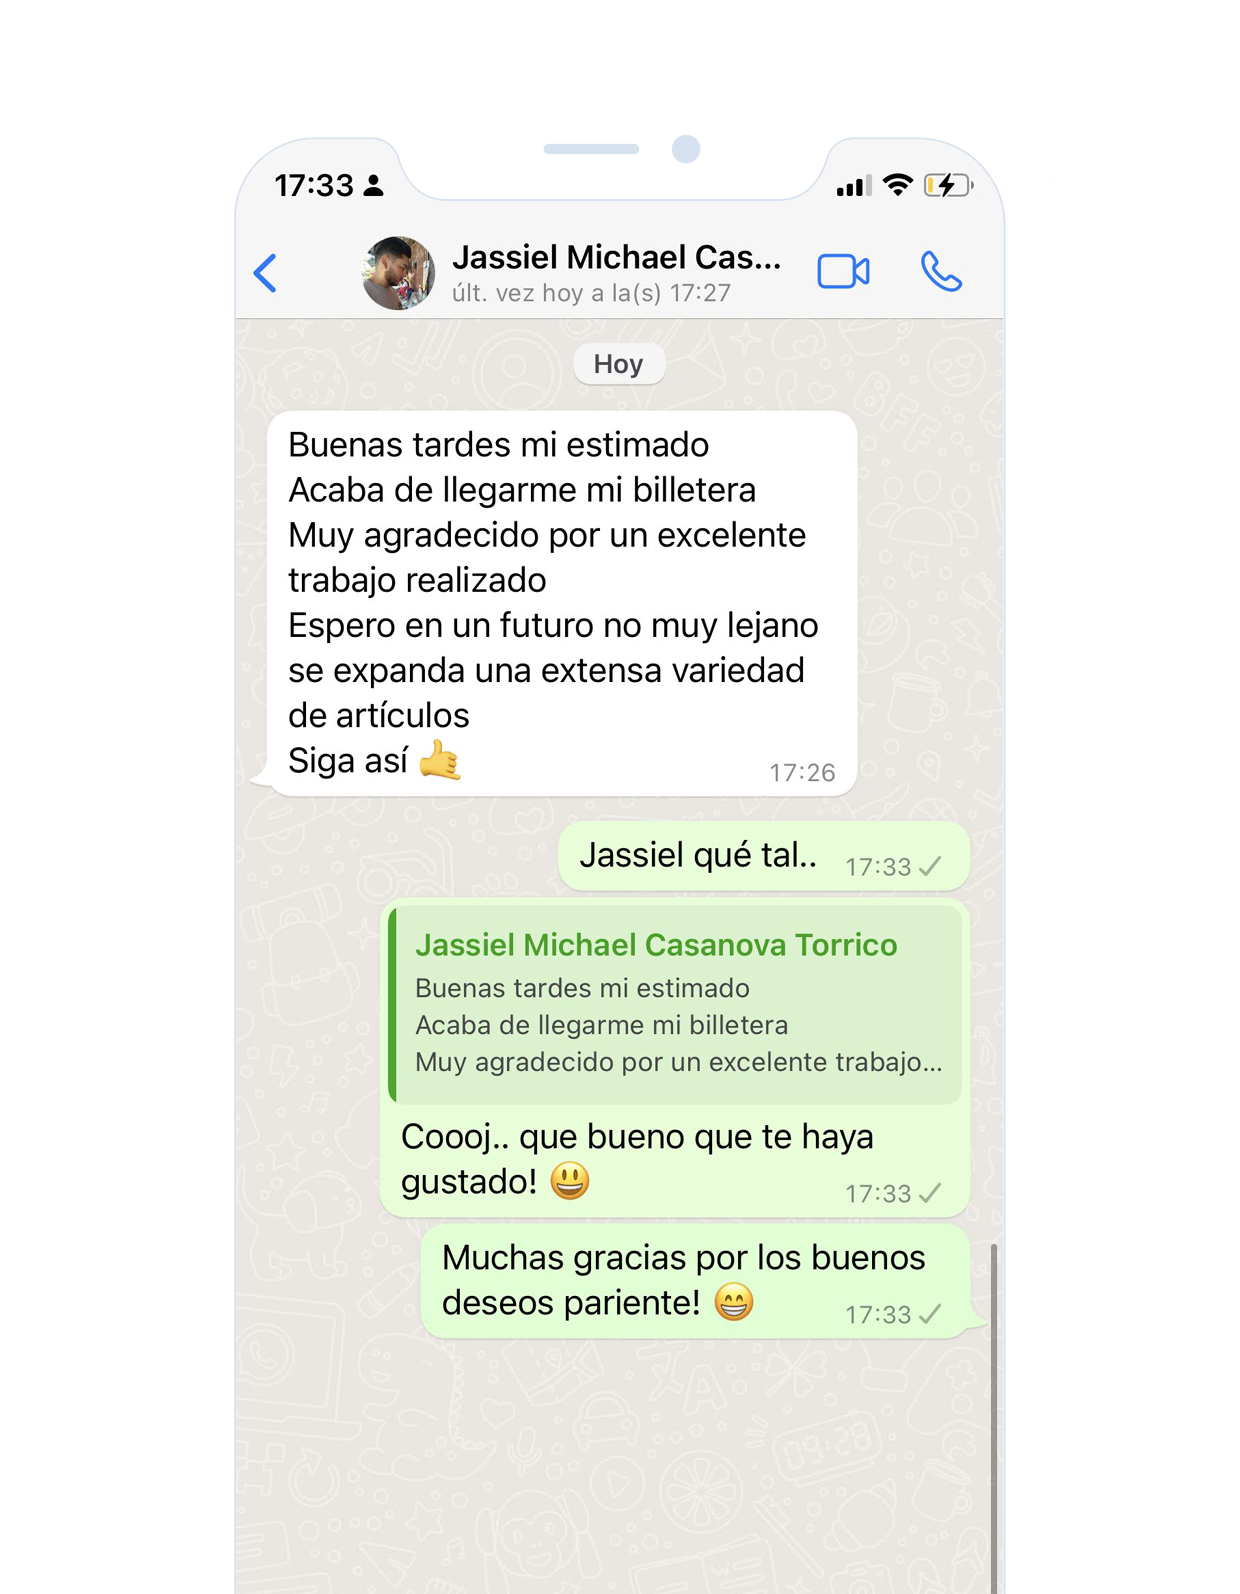 17:33
Jassiel Michael Cas...
últ. vez hoy a la(s) 17:27
Hoy
Buenas tardes mi estimado
Acaba de llegarme mi billetera
Muy agradecido por un excelente
trabajo realizado
Espero en un futuro no muy lejano
se expanda una extensa variedad
de artículos
Siga así 🤙
17:26
Jassiel qué tal..
17:33
Jassiel Michael Casanova Torrico
Buenas tardes mi estimado
Acaba de llegarme mi billetera
Muy agradecido por un excelente trabajo...
Coooj.. que bueno que te haya
gustado! 😃
17:33
Muchas gracias por los buenos
deseos pariente! 😁
17:33